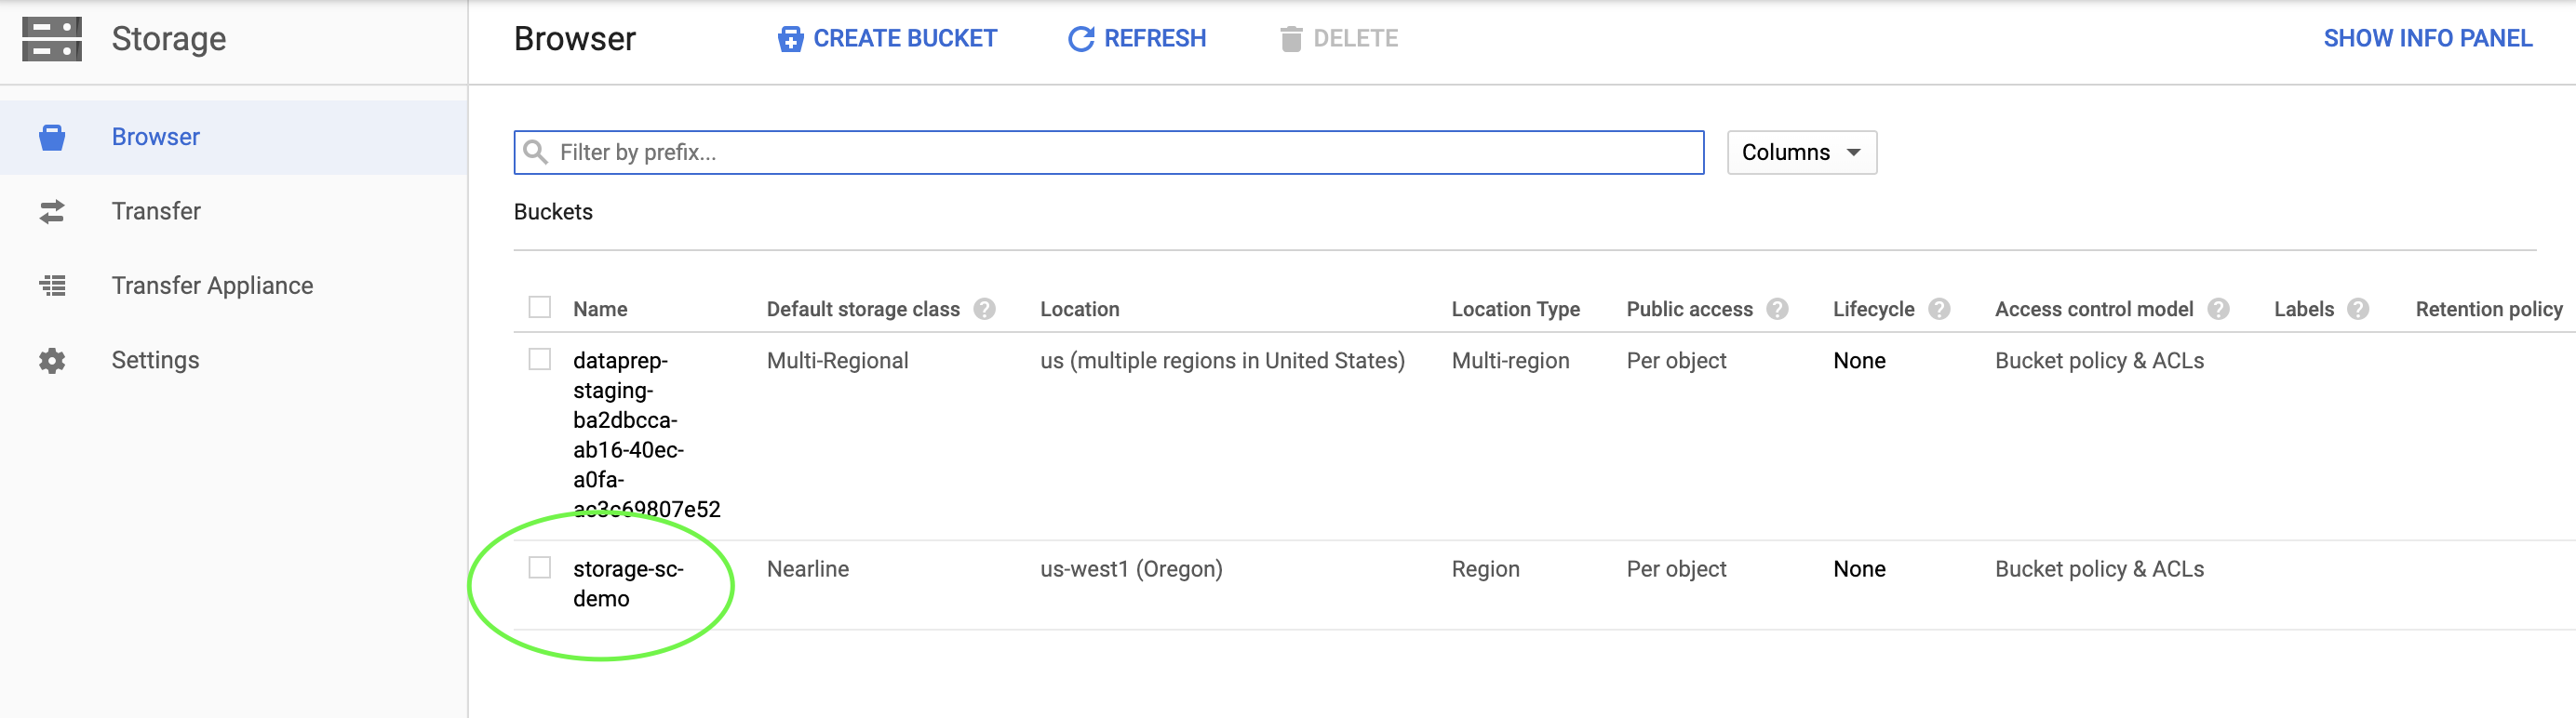 Storage
Browser
CREATE BUCKET
REFRESH
DELETE
SHOW INFO PANEL
Browser
Transfer
Transfer Appliance
Settings
Filter by prefix...
Columns
Buckets
Name Default storage class ? Location Location Type Public access ? Lifecycle ? Access control model ? Labels ? Retention policy
dataprep- Multi-Regional us (multiple regions in United States) Multi-region Per object None Bucket policy & ACLs
staging-
ba2dbcca-
ab16-40ec-
a0fa-
ac3c69807e52
storage-sc- Nearline us-west1 (Oregon) Region Per object None Bucket policy & ACLs
demo